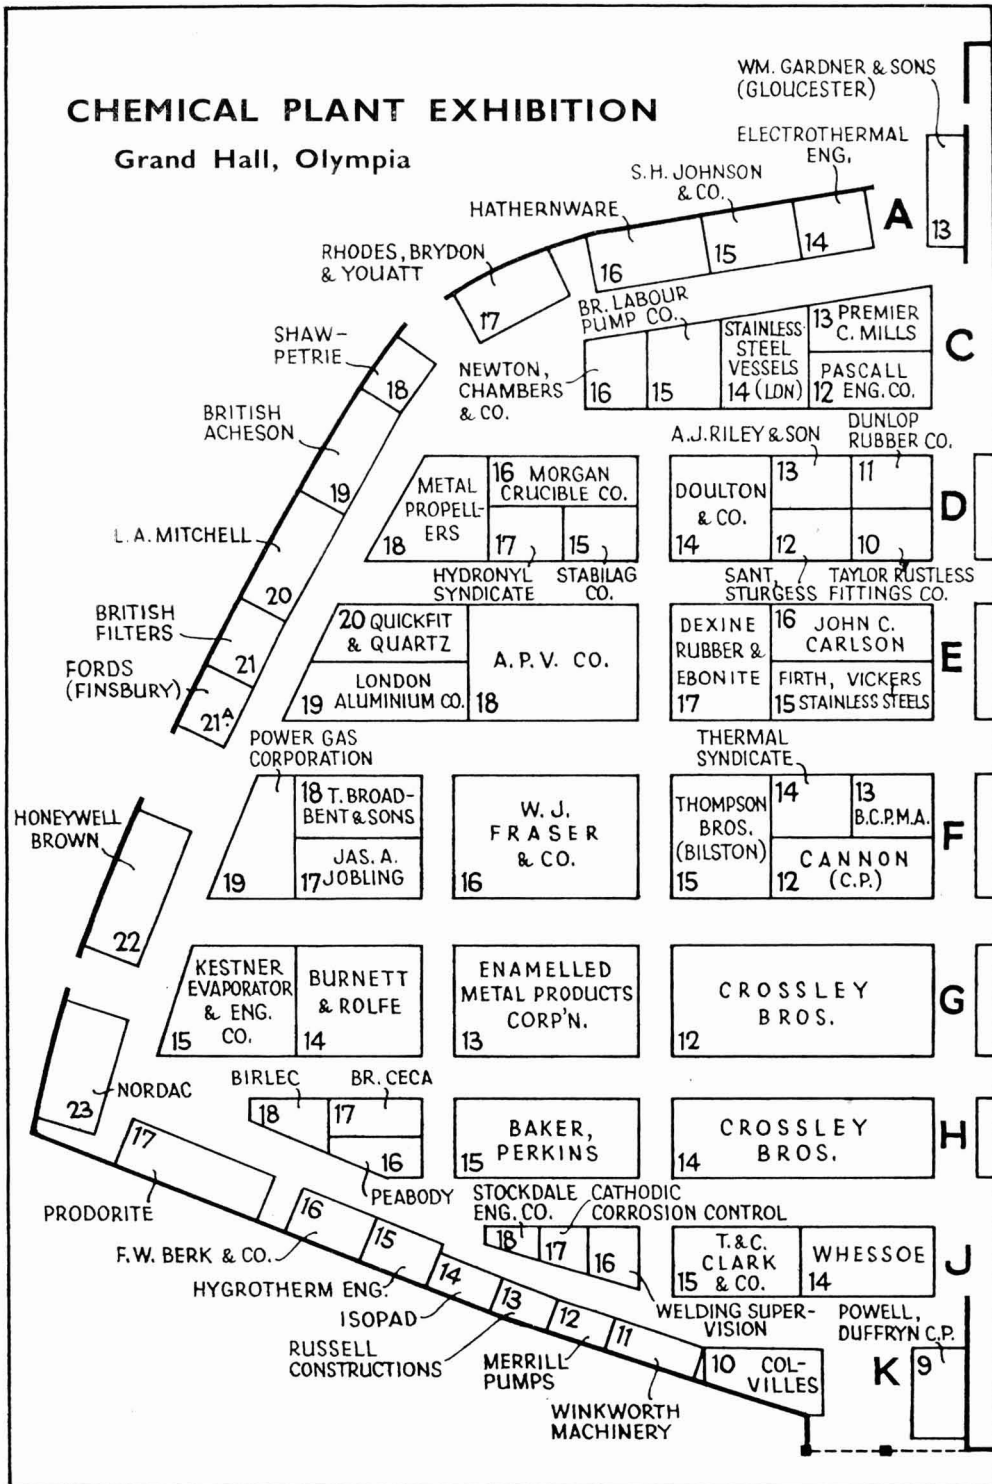 CHEMICAL PLANT EXHIBITION
Grand Hall, Olympia
WM. GARDNER & SONS
(GLOUCESTER)
13
ELECTROTHERMAL
ENG.
14
A
S.H. JOHNSON
& CO.
15
HATHERNWARE
16
RHODES, BRYDON
& YOUATT
17
SHAW-
PETRIE
18
BRITISH
ACHESON
19
L.A. MITCHELL
20
BRITISH
FILTERS
21
FORDS
(FINSBURY)
21A.
HONEYWELL
BROWN
22
NORDAC
23
BR. LABOUR
PUMP CO.
15
NEWTON,
CHAMBERS
& CO.
16
STAINLESS
STEEL
VESSELS
14 (LDN)
13 PREMIER
C. MILLS
PASCALL
12 ENG. CO.
C
METAL
PROPELL-
ERS
18
16 MORGAN
CRUCIBLE CO.
17
HYDRONYL
SYNDICATE
15
STABILAG
CO.
DOULTON
& CO.
14
A.J. RILEY & SON
13
DUNLOP
RUBBER CO.
11
12
SANT,
STURGESS
10
TAYLOR RUSTLESS
FITTINGS CO.
D
20 QUICKFIT
& QUARTZ
LONDON
19 ALUMINIUM CO.
A.P.V. CO.
18
DEXINE
RUBBER &
EBONITE
17
16 JOHN C.
CARLSON
FIRTH, VICKERS
15 STAINLESS STEELS
E
POWER GAS
CORPORATION
19
18 T. BROAD-
BENT & SONS
JAS. A.
17 JOBLING
W. J.
FRASER
& CO.
16
THOMPSON
BROS.
(BILSTON)
15
THERMAL
SYNDICATE
14
13
B.C.P.M.A.
CANNON
12 (C.P.)
F
KESTNER
EVAPORATOR
& ENG.
15 CO.
BURNETT
& ROLFE
14
ENAMELLED
METAL PRODUCTS
CORP'N.
13
CROSSLEY
BROS.
12
G
BIRLEC
18
BR. CECA
17
16
PEABODY
BAKER,
PERKINS
15
CROSSLEY
BROS.
14
H
17
PRODORITE
16
F.W. BERK & CO.
15
HYGROTHERM ENG.
14
ISOPAD
13
RUSSELL
CONSTRUCTIONS
12
MERRILL
PUMPS
11
WINKWORTH
MACHINERY
10 COL-
VILLES
STOCKDALE
ENG. CO.
18
CATHODIC
CORROSION CONTROL
17
16
WELDING SUPER-
VISION
T. & C.
CLARK
15 & CO.
WHESSOE
14
J
POWELL,
DUFFRYN C.P.
K
9